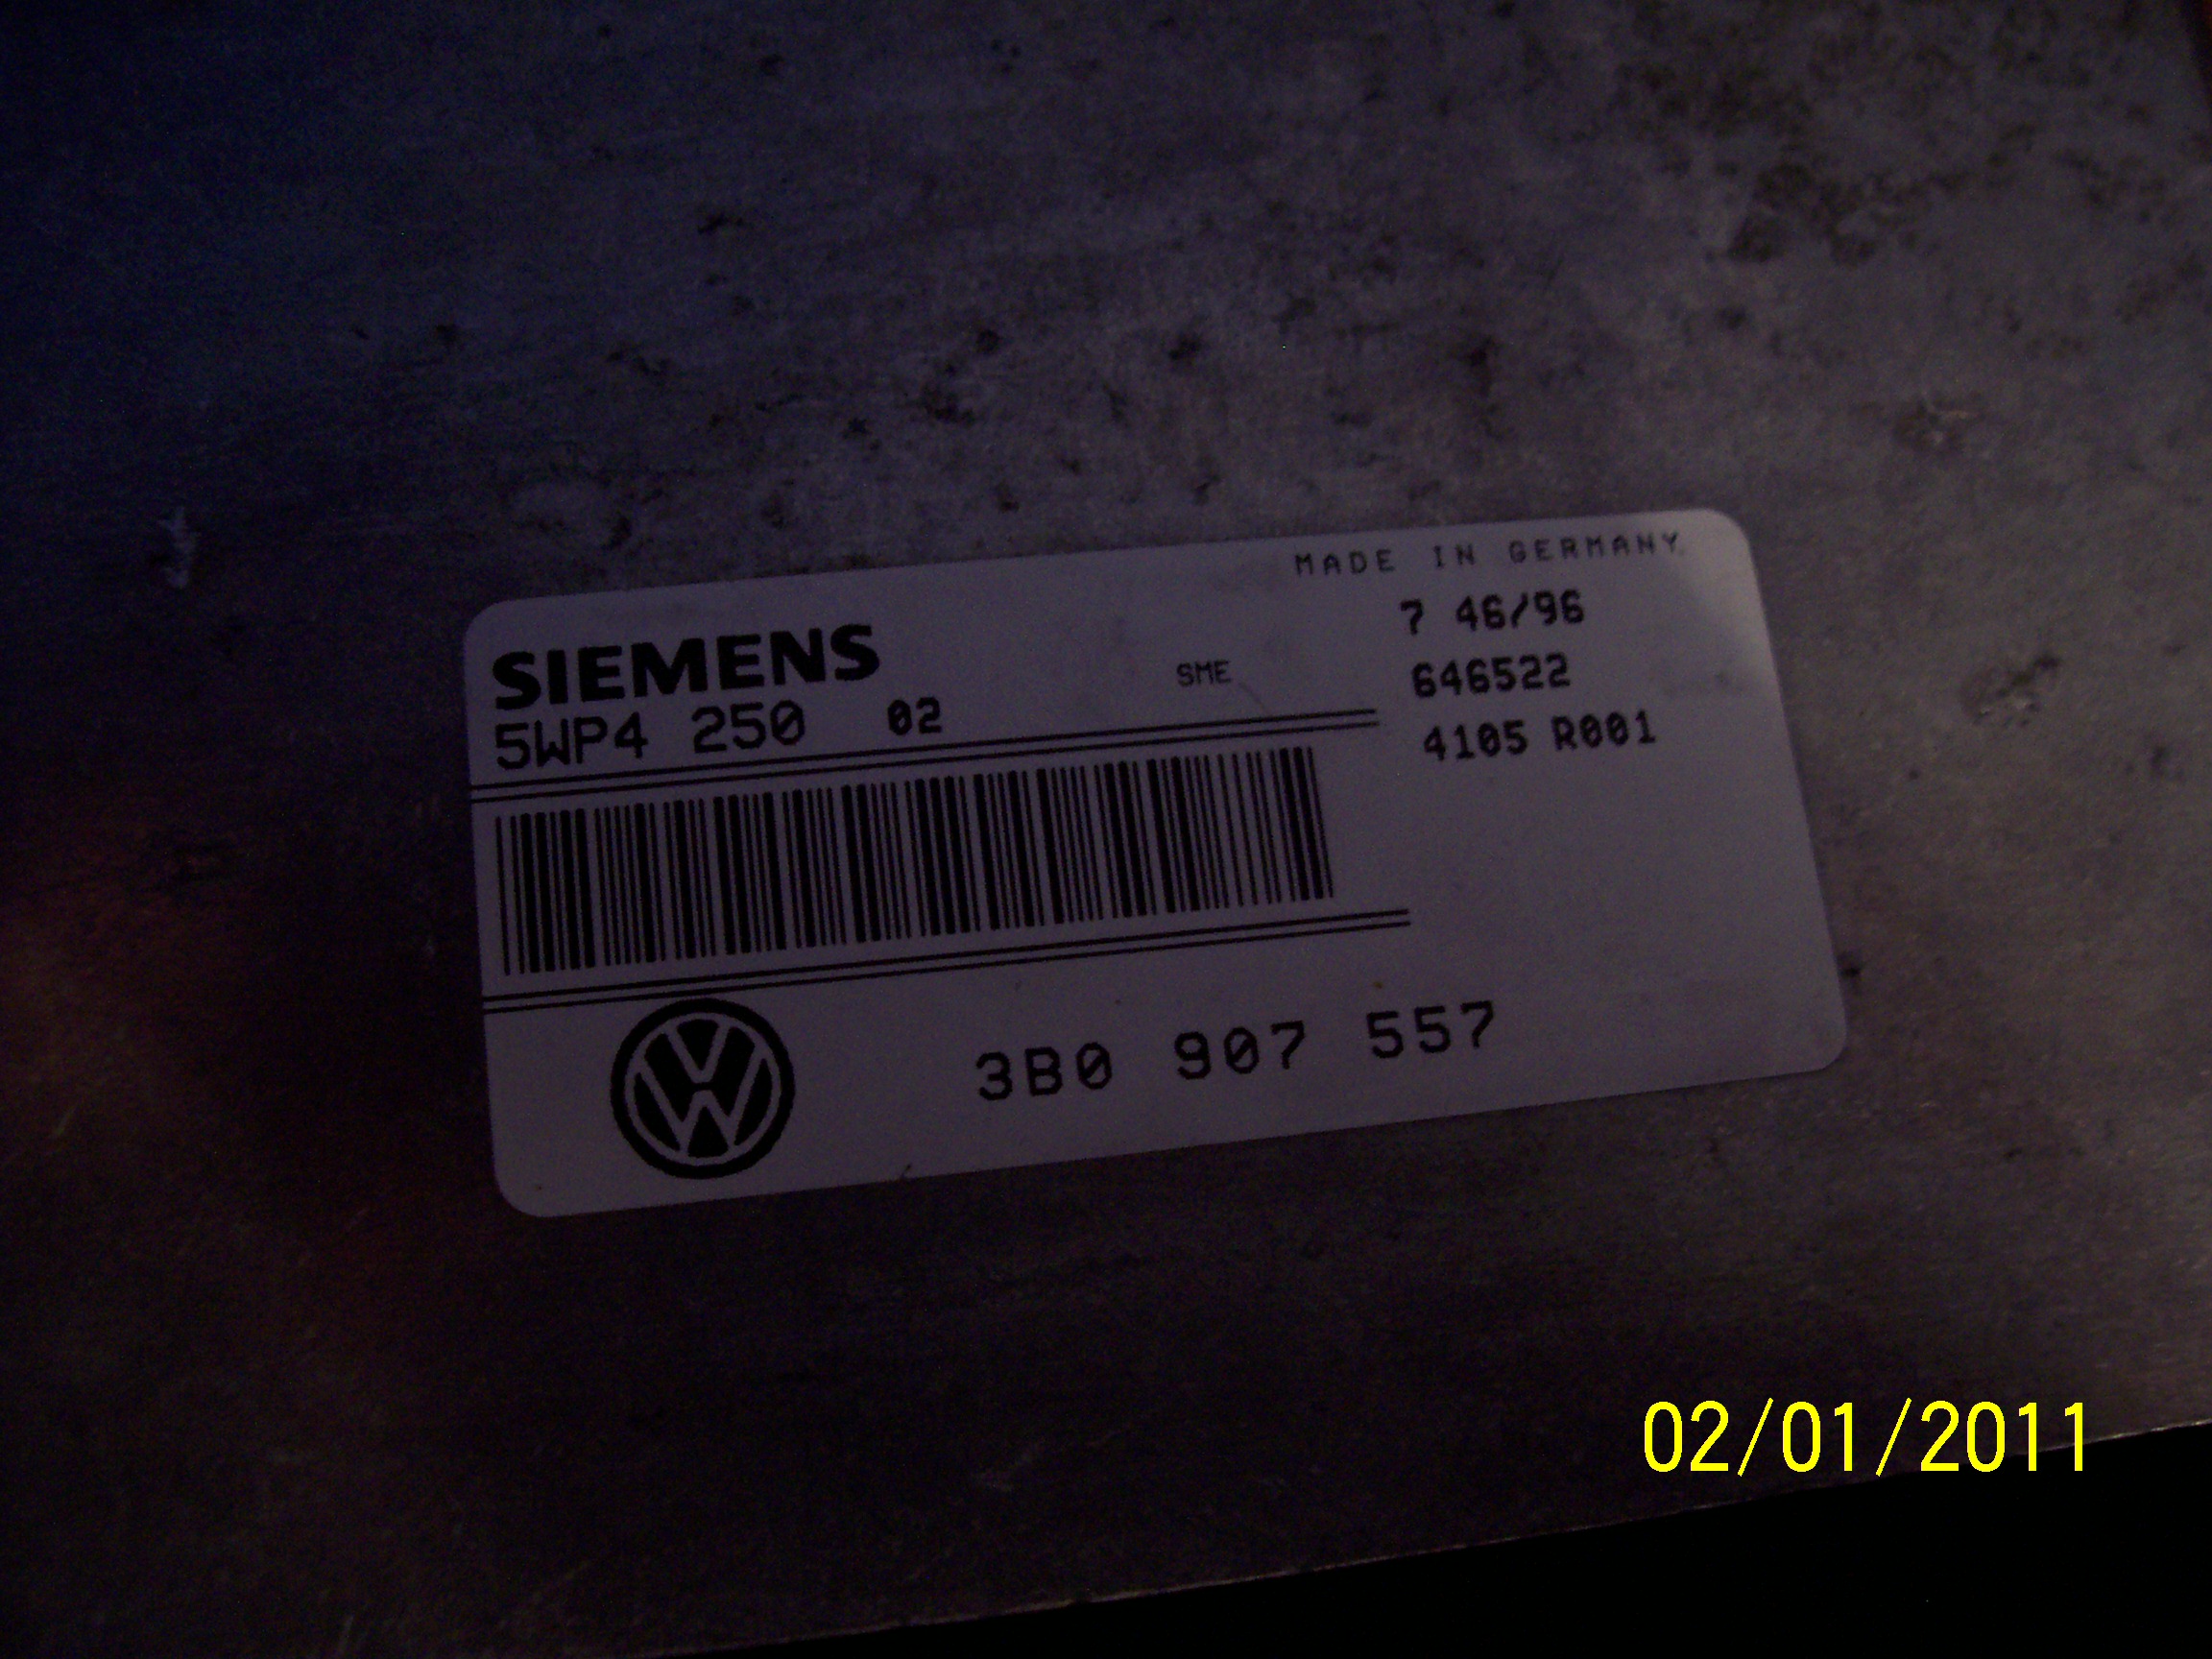 MADE IN GERMANY
SIEMENS
7 46/96
SME
646522
5WP4 250 02
4105 R001
3B0 907 557
02/01/2011